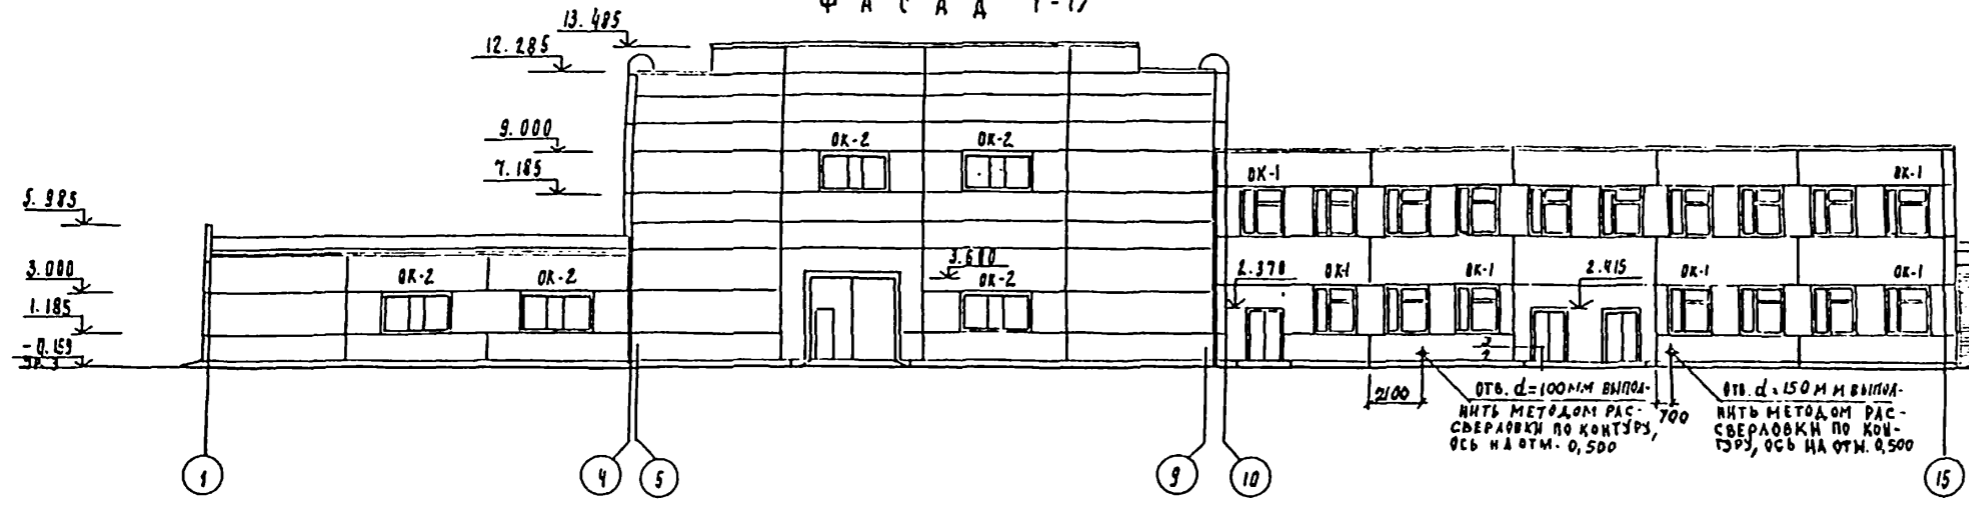 ФАСАД 1-17
13.485
12.285
9.000
7.185
5.985
3.000
1.185
-0.159
ОК-2
ОК-2
ОК-2
ОК-2
3.600
ОК-2
ОК-1
ОК-1
2.370
ОК-1
ОК-1
2.415
ОК-1
ОК-1
2100
ОТВ. d=100ММ ВЫПОЛ-
НИТЬ МЕТОДОМ РАС-
СВЕРЛОВКИ ПО КОНТУРУ,
ОСЬ НА ОТМ. 0,500
700
ОТВ. d=150ММ ВЫПОЛ-
НИТЬ МЕТОДОМ РАС-
СВЕРЛОВКИ ПО КОН-
ТУРУ, ОСЬ НА ОТМ. 0,500
1
4
5
9
10
15